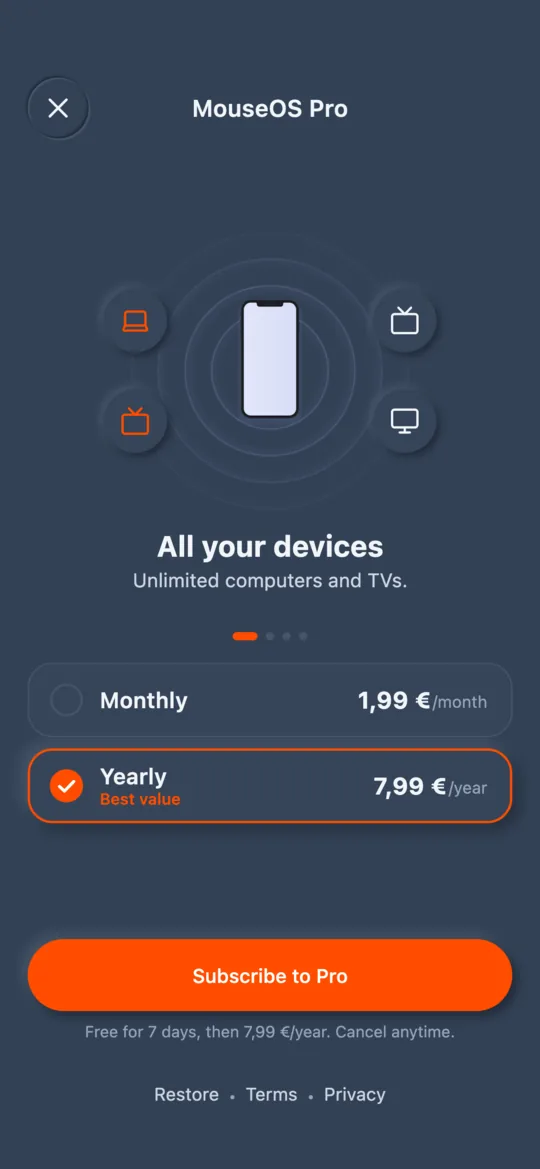 MouseOS Pro
All your devices
Unlimited computers and TVs.
Monthly
1,99 €/month
Yearly
Best value
7,99 €/year
Subscribe to Pro
Free for 7 days, then 7,99 €/year. Cancel anytime.
Restore • Terms • Privacy